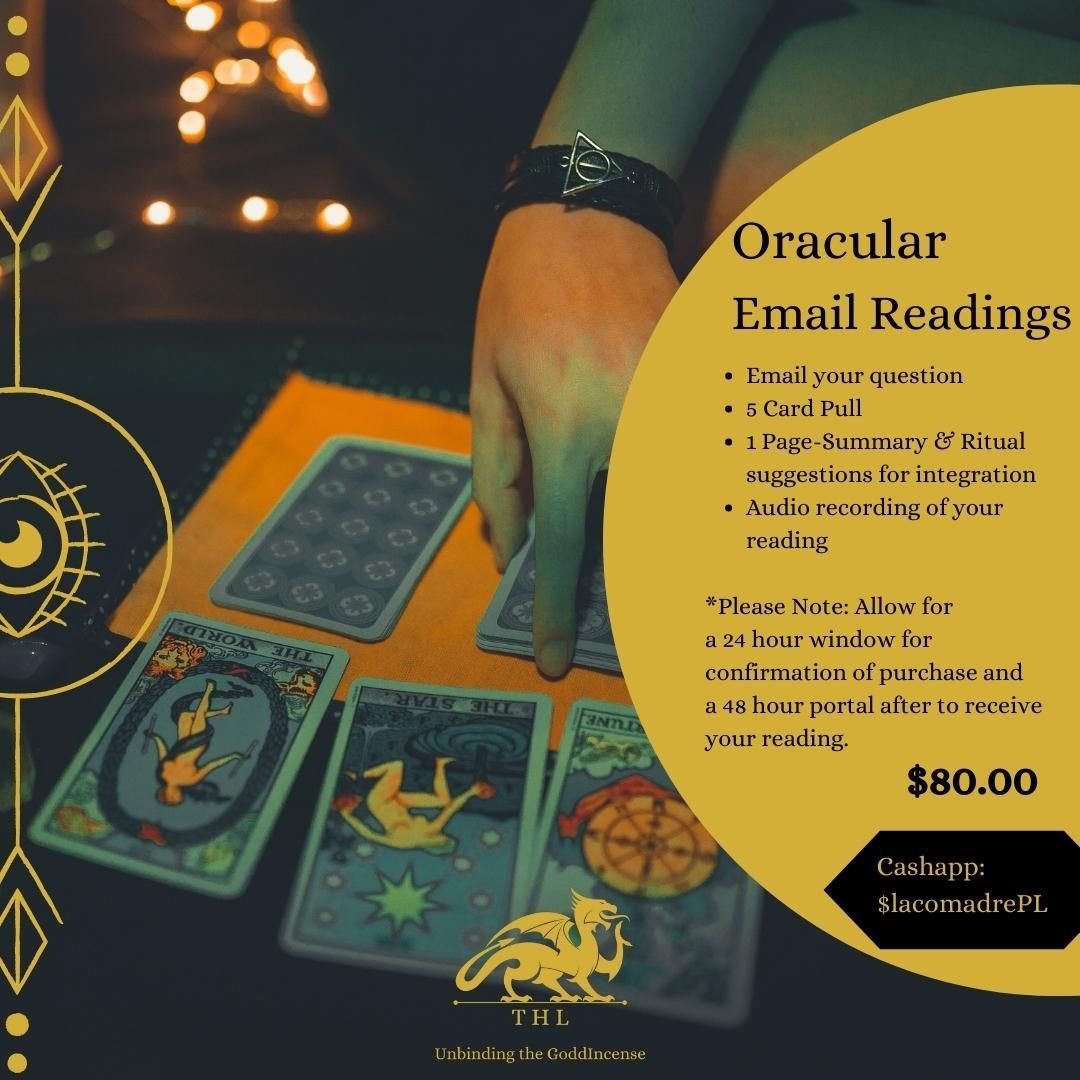 Oracular
Email Readings
• Email your question
• 5 Card Pull
• 1 Page-Summary & Ritual
suggestions for integration
• Audio recording of your
reading
*Please Note: Allow for
a 24 hour window for
confirmation of purchase and
a 48 hour portal after to receive
your reading.
$80.00
Cashapp:
$lacomadrePL
THE WORLD.
THE STAR.
RTUNE
THL
Unbinding the GoddIncense